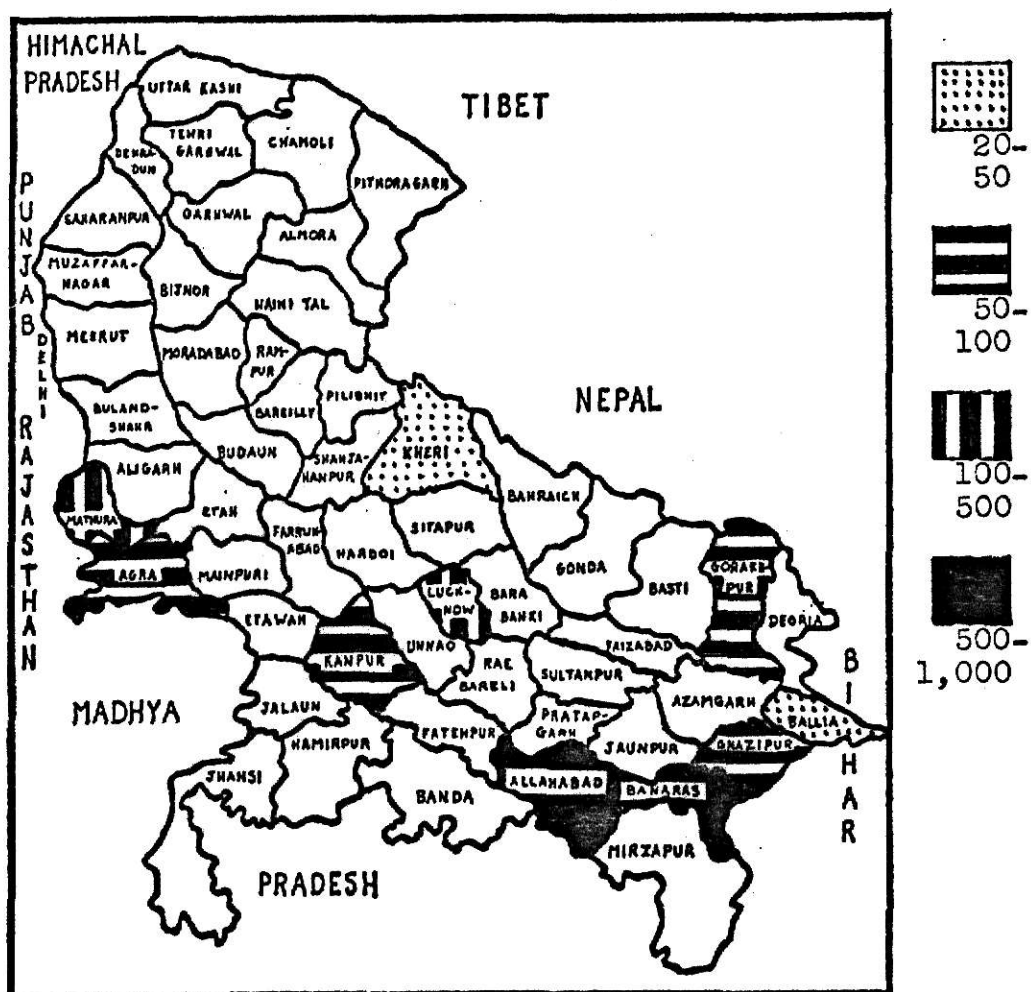 HIMACHAL
PRADESH
TIBET
UTTAR KASHI
TEHRI
GARHWAL
CHAMOLI
DEHRA-
DUN
PITHORAGARH
PUNJAB
SAHARANPUR
GARHWAL
ALMORA
MUZAFFAR-
NAGAR
BIJNOR
NAINI TAL
MEERUT
DELHI
MORADABAD
RAM-
PUR
PILIBHIT
NEPAL
BULAND-
SHAHR
BAREILLY
RAJASTHAN
BUDAUN
SHAHJA-
HANPUR
KHERI
ALIGARH
BAHRAICH
MATHURA
ETAH
FARRUK-
ABAD
HARDOI
SITAPUR
AGRA
MAINPURI
GONDA
BASTI
GORAKH-
PUR
LUCK-
NOW
BARA
BANKI
DEORIA
ETAWAH
KANPUR
UNNAO
FAIZABAD
RAE
BARELI
SULTANPUR
BIHAR
MADHYA
JALAUN
AZAMGARH
BALLIA
HAMIRPUR
FATEHPUR
PRATAP-
GARH
JAUNPUR
GHAZIPUR
JHANSI
BANDA
ALLAHABAD
BANARAS
MIRZAPUR
PRADESH
20-
50
50-
100
100-
500
500-
1,000